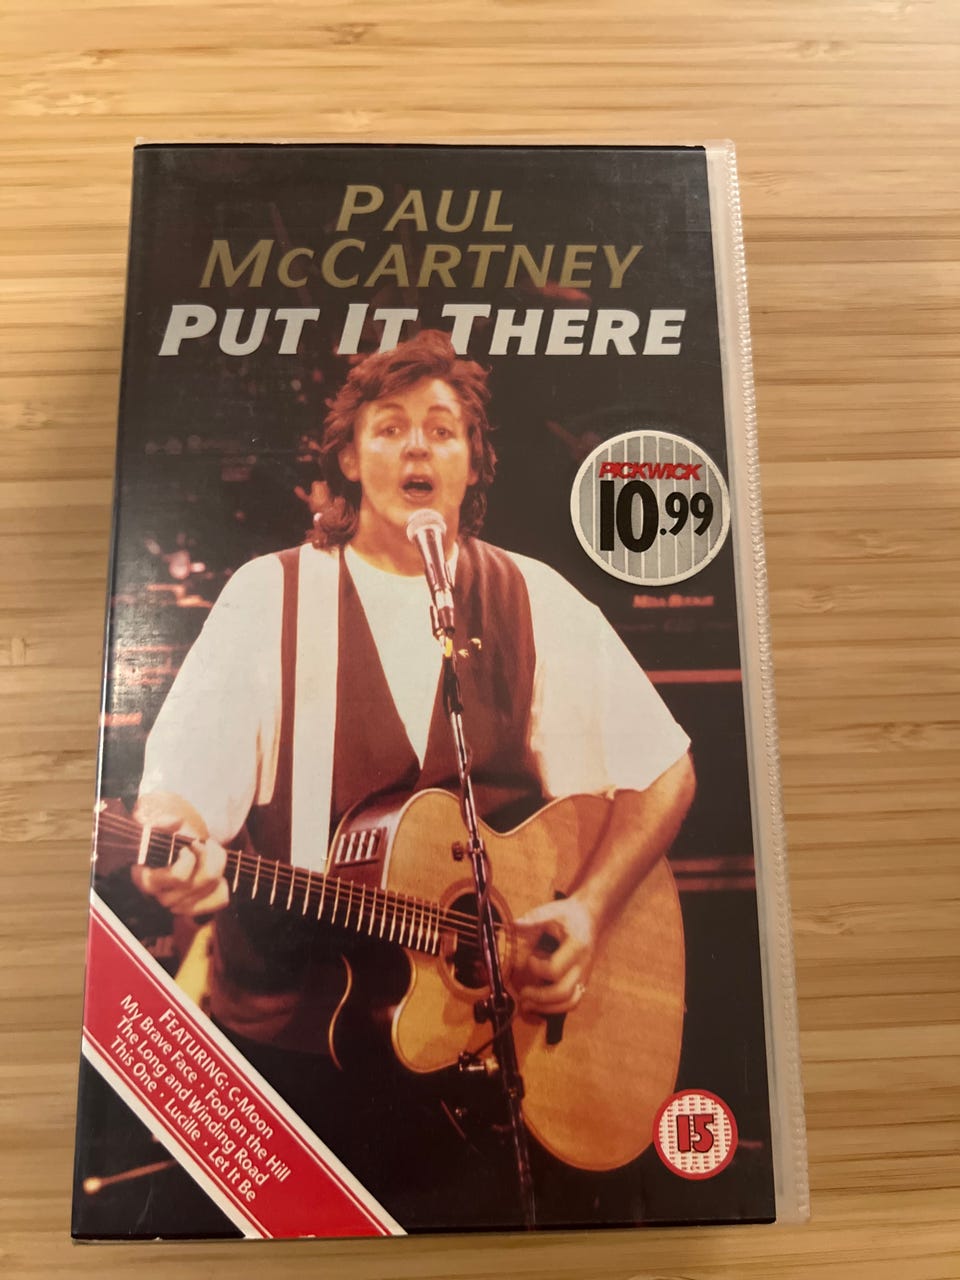 PAUL
McCARTNEY
PUT IT THERE
PICKWICK
10.99
FEATURING: C-MOON
My Brave Face · Fool on the Hill
The Long and Winding Road
This One · Lucille · Let It Be
15